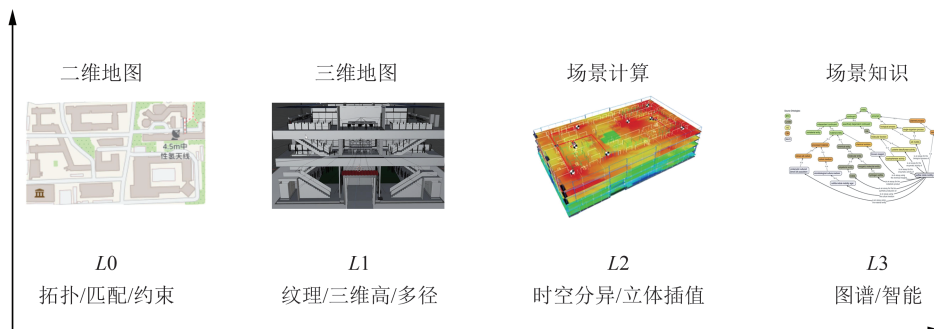 二维地图
三维地图
场景计算
场景知识
4.5m中
性氢天线
L0
L1
L2
L3
拓扑/匹配/约束
纹理/三维高/多径
时空分异/立体插值
图谱/智能